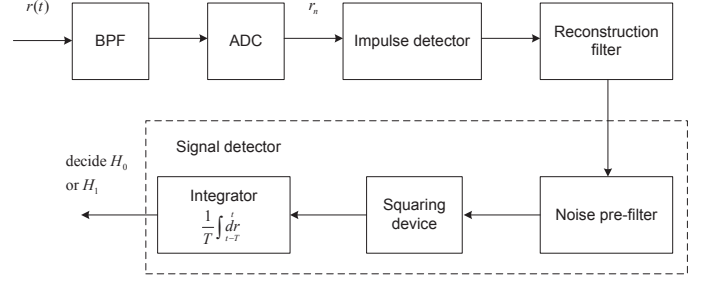 r(t)
BPF
ADC
r_n
Impulse detector
Reconstruction
filter
Signal detector
decide H_0
or H_1
Integrator
\frac{1}{T} \int_{t-T}^{t} dr
Squaring
device
Noise pre-filter